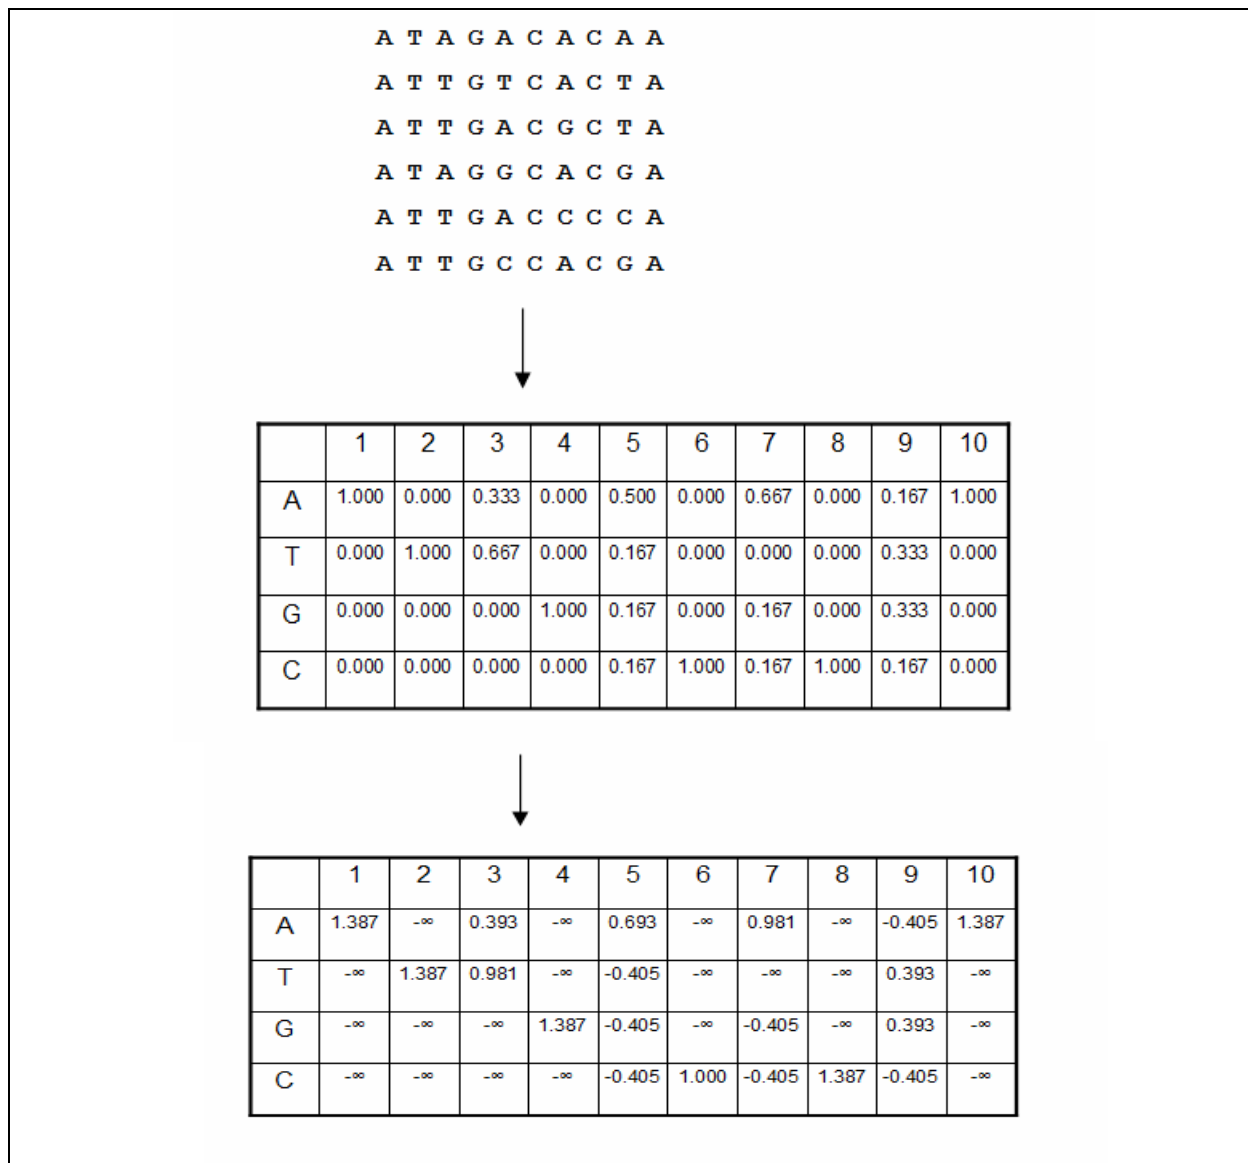 A T A G A C A C A A
A T T G T C A C T A
A T T G A C G C T A
A T A G G C A C G A
A T T G A C C C C A
A T T G C C A C G A
1 2 3 4 5 6 7 8 9 10
A 1.000 0.000 0.333 0.000 0.500 0.000 0.667 0.000 0.167 1.000
T 0.000 1.000 0.667 0.000 0.167 0.000 0.000 0.000 0.333 0.000
G 0.000 0.000 0.000 1.000 0.167 0.000 0.167 0.000 0.333 0.000
C 0.000 0.000 0.000 0.000 0.167 1.000 0.167 1.000 0.167 0.000
1 2 3 4 5 6 7 8 9 10
A 1.387 -∞ 0.393 -∞ 0.693 -∞ 0.981 -∞ -0.405 1.387
T -∞ 1.387 0.981 -∞ -0.405 -∞ -∞ -∞ 0.393 -∞
G -∞ -∞ -∞ 1.387 -0.405 -∞ -0.405 -∞ 0.393 -∞
C -∞ -∞ -∞ -∞ -0.405 1.000 -0.405 1.387 -0.405 -∞